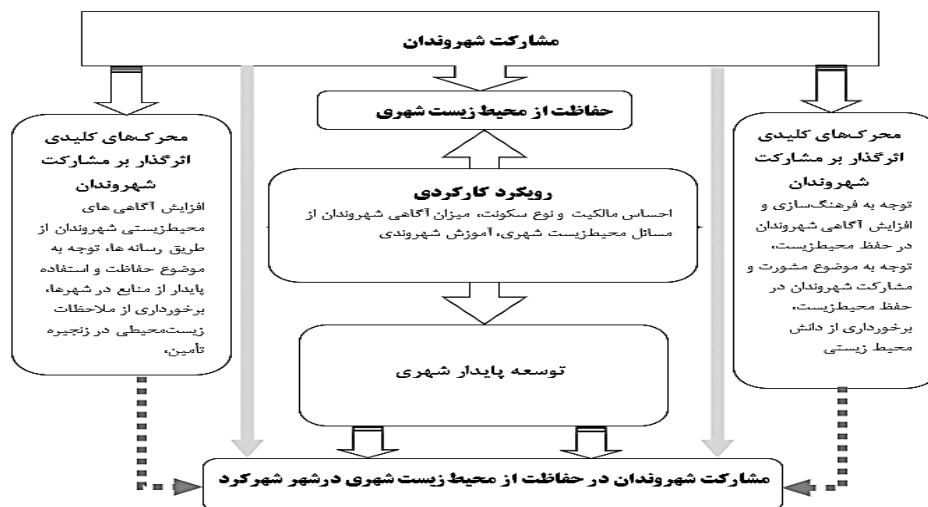 مشارکت شهروندان
حفاظت از محیط زیست شهری
محرک‌های کلیدی
اثرگذار بر مشارکت
شهروندان
توجه به فرهنگ‌سازی و
افزایش آگاهی شهروندان
در حفظ محیط‌زیست،
توجه به موضوع مشورت و
مشارکت شهروندان در
حفظ محیط‌زیست،
برخورداری از دانش
محیط زیستی
رویکرد کارکردی
احساس مالکیت و نوع سکونت، میزان آگاهی شهروندان از
مسائل محیط‌زیست شهری، آموزش شهروندی
محرک‌های کلیدی
اثرگذار بر مشارکت
شهروندان
افزایش آگاهی های
محیط‌زیستی شهروندان از
طریق رسانه ها، توجه به
موضوع حفاظت و استفاده
پایدار از منابع در شهرها،
برخورداری از ملاحظات
زیست‌محیطی در زنجیره
تأمین،
توسعه پایدار شهری
مشارکت شهروندان در حفاظت از محیط زیست شهری درشهر شهرکرد